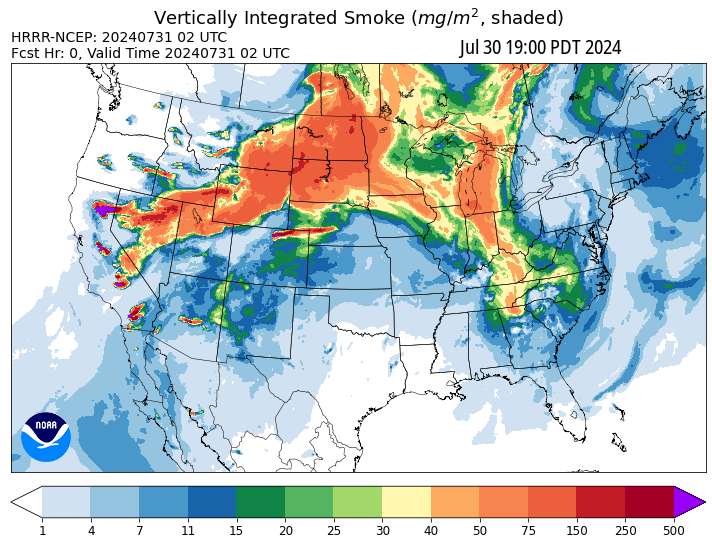 Vertically Integrated Smoke (mg/m², shaded)
HRRR-NCEP: 20240731 02 UTC
Fcst Hr: 0, Valid Time 20240731 02 UTC
Jul 30 19:00 PDT 2024
NOAA
1 4 7 11 15 20 25 30 40 50 75 150 250 500